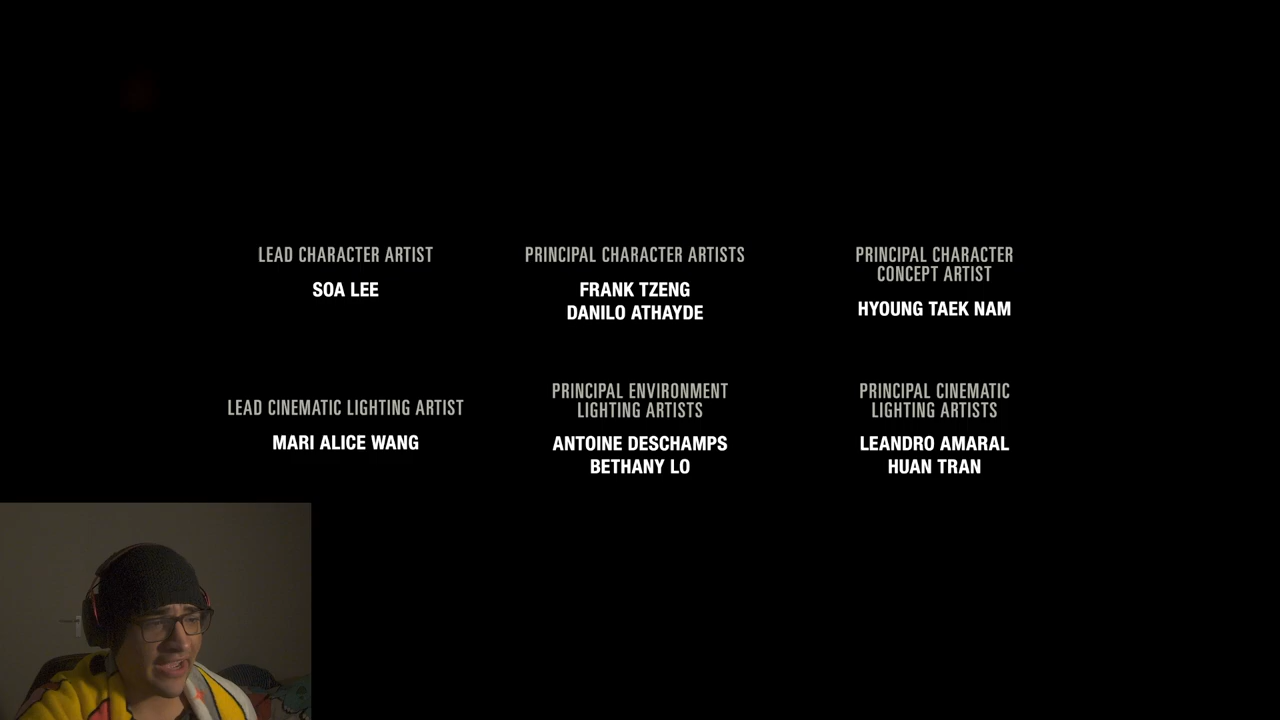 LEAD CHARACTER ARTIST
SOA LEE
PRINCIPAL CHARACTER ARTISTS
FRANK TZENG
DANILO ATHAYDE
PRINCIPAL CHARACTER
CONCEPT ARTIST
HYOUNG TAEK NAM
LEAD CINEMATIC LIGHTING ARTIST
MARI ALICE WANG
PRINCIPAL ENVIRONMENT
LIGHTING ARTISTS
ANTOINE DESCHAMPS
BETHANY LO
PRINCIPAL CINEMATIC
LIGHTING ARTISTS
LEANDRO AMARAL
HUAN TRAN